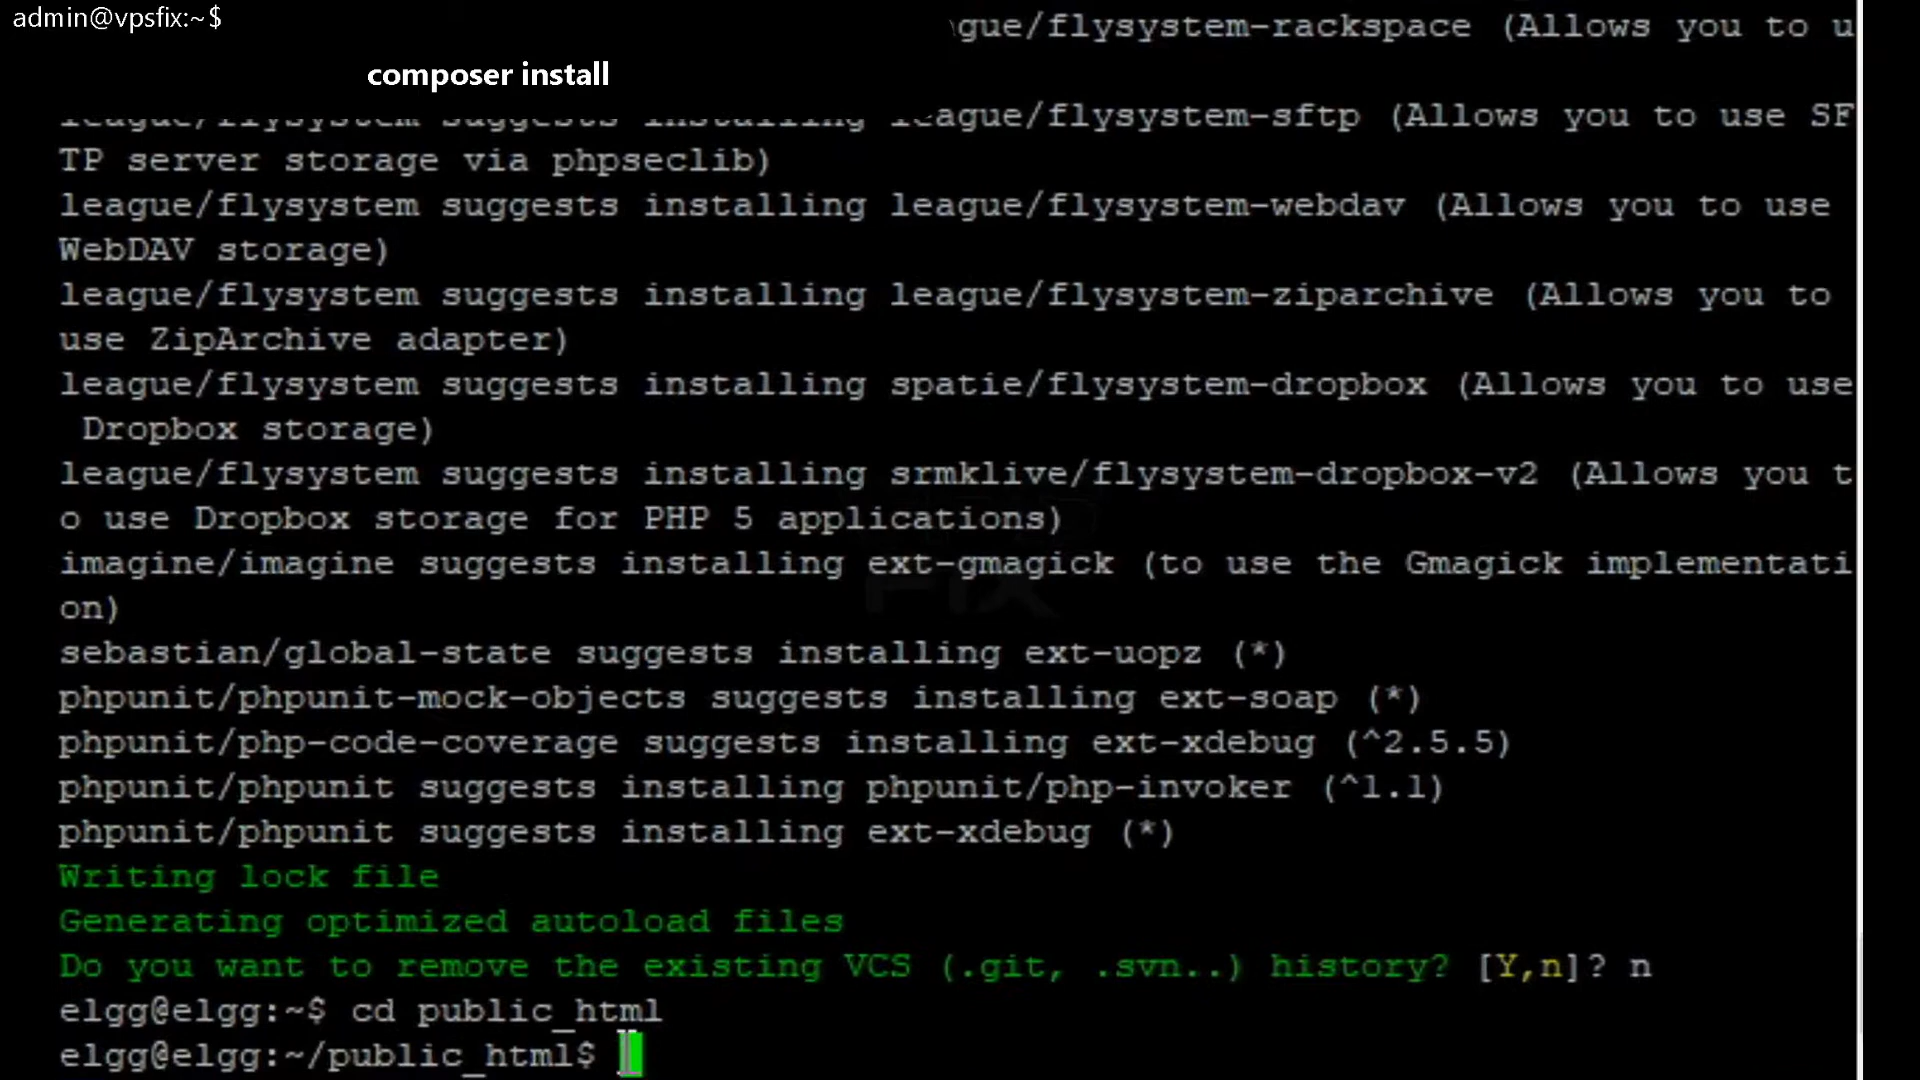 admin@vpsfix:~$
gue/flysystem-rackspace (Allows you to u
composer install
league/flysystem suggests installing league/flysystem-sftp (Allows you to use SF
TP server storage via phpseclib)
league/flysystem suggests installing league/flysystem-webdav (Allows you to use
WebDAV storage)
league/flysystem suggests installing league/flysystem-ziparchive (Allows you to
use ZipArchive adapter)
league/flysystem suggests installing spatie/flysystem-dropbox (Allows you to use
Dropbox storage)
league/flysystem suggests installing srmklive/flysystem-dropbox-v2 (Allows you t
o use Dropbox storage for PHP 5 applications)
imagine/imagine suggests installing ext-gmagick (to use the Gmagick implementati
on)
sebastian/global-state suggests installing ext-uopz (*)
phpunit/phpunit-mock-objects suggests installing ext-soap (*)
phpunit/php-code-coverage suggests installing ext-xdebug (^2.5.5)
phpunit/phpunit suggests installing phpunit/php-invoker (^1.1)
phpunit/phpunit suggests installing ext-xdebug (*)
Writing lock file
Generating optimized autoload files
Do you want to remove the existing VCS (.git, .svn..) history? [Y,n]? n
elgg@elgg:~$ cd public_html
elgg@elgg:~/public_html$